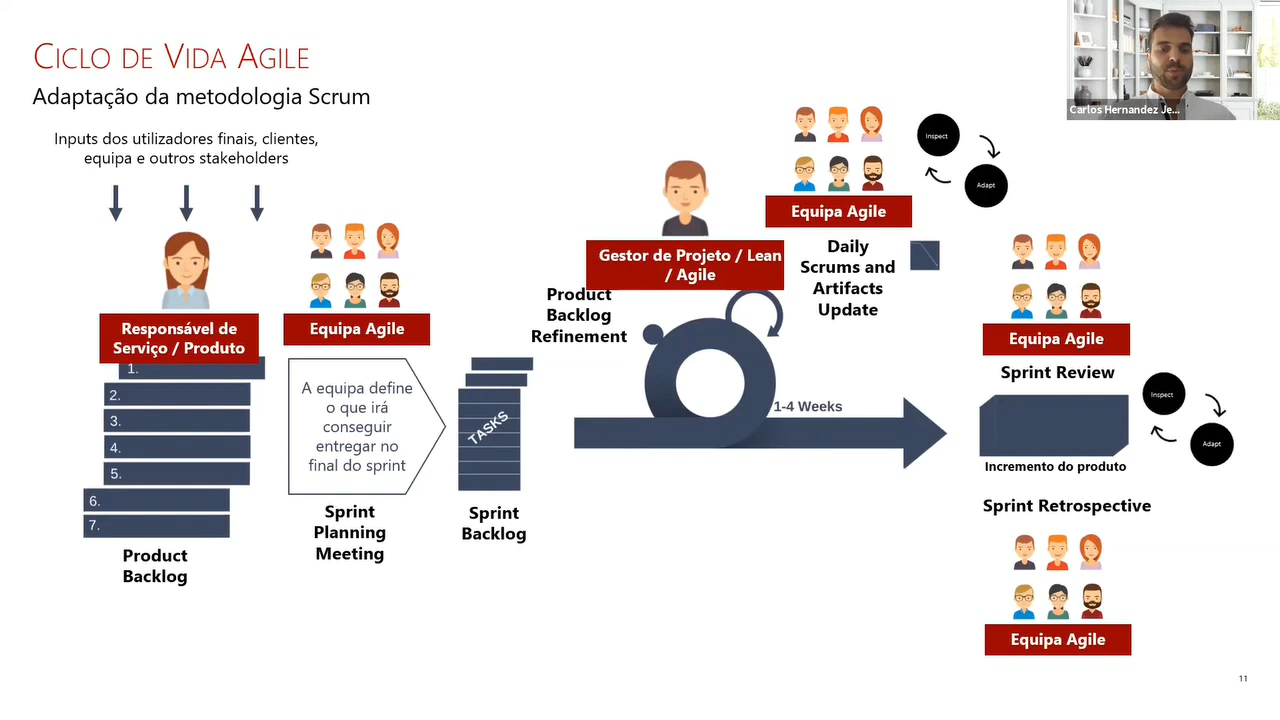 CICLO DE VIDA AGILE
Adaptação da metodologia Scrum
Inputs dos utilizadores finais, clientes,
equipa e outros stakeholders
Responsável de
Serviço / Produto
1.
2.
3.
4.
5.
6.
7.
Product
Backlog
Equipa Agile
A equipa define
o que irá
conseguir
entregar no
final do sprint
Sprint
Planning
Meeting
TASKS
Sprint
Backlog
Product
Backlog
Refinement
Gestor de Projeto / Lean
/ Agile
1-4 Weeks
Equipa Agile
Daily
Scrums and
Artifacts
Update
Inspect
Adapt
Equipa Agile
Sprint Review
Incremento do produto
Inspect
Adapt
Sprint Retrospective
Equipa Agile
Carlos Hernandez Je...
11